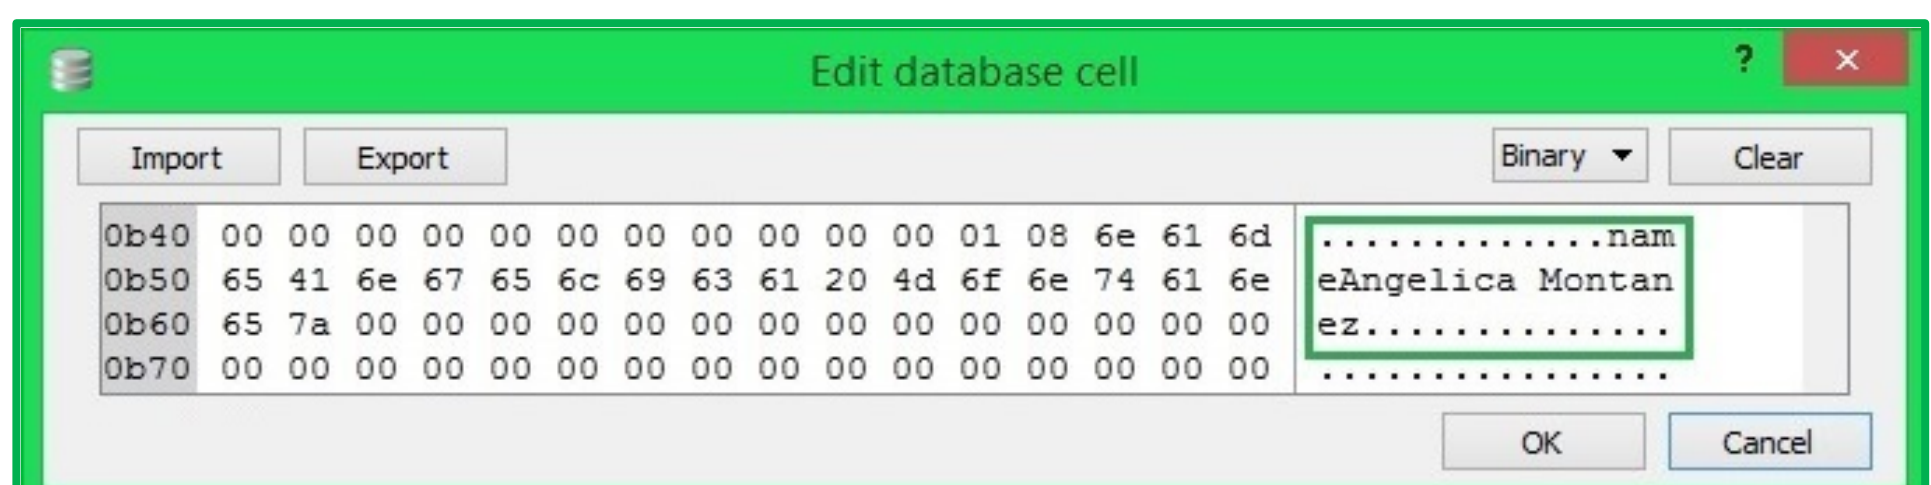 Edit database cell ?
Import Export Binary Clear
0b40 00 00 00 00 00 00 00 00 00 00 00 01 08 6e 61 6d .............nam
0b50 65 41 6e 67 65 6c 69 63 61 20 4d 6f 6e 74 61 6e eAngelica Montan
0b60 65 7a 00 00 00 00 00 00 00 00 00 00 00 00 00 00 ez..............
0b70 00 00 00 00 00 00 00 00 00 00 00 00 00 00 00 00 ................
OK Cancel